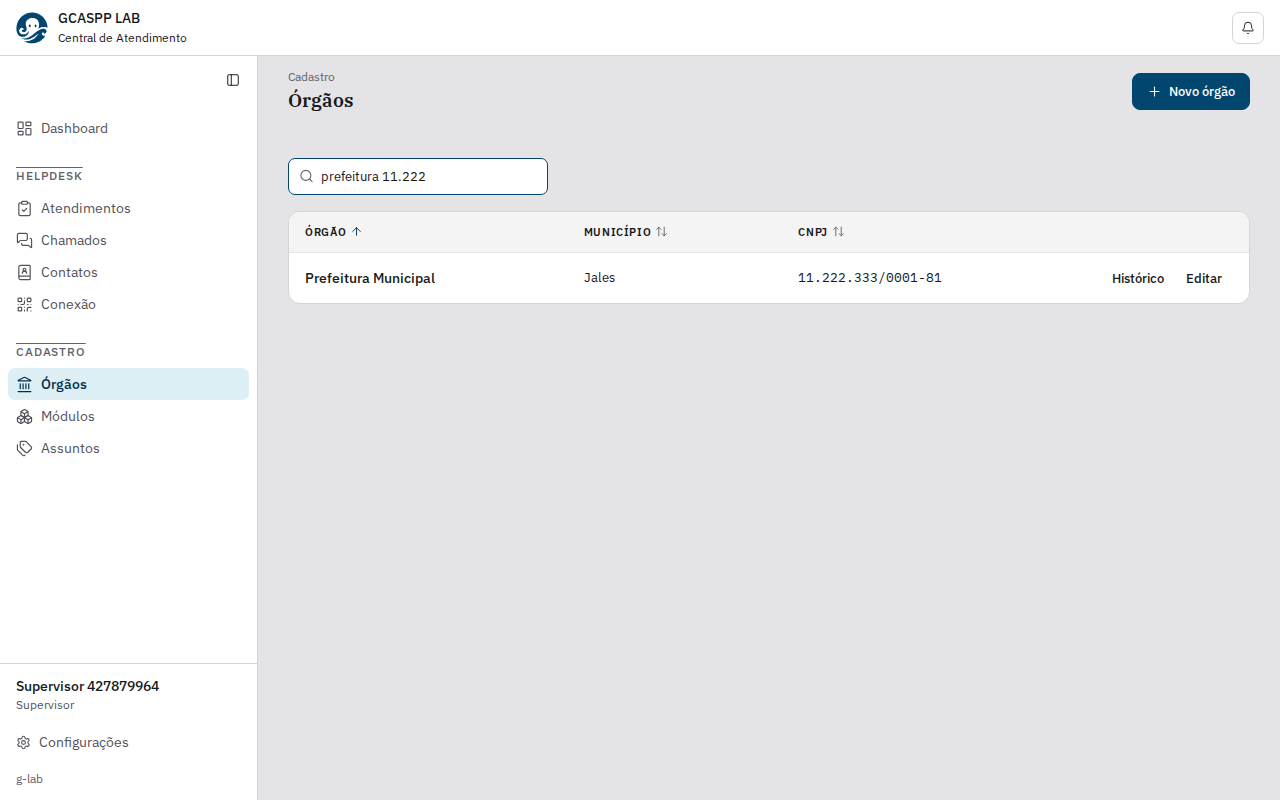 GCASPP LAB
Central de Atendimento
Dashboard
HELPDESK
Atendimentos
Chamados
Contatos
Conexão
CADASTRO
Órgãos
Módulos
Assuntos
Supervisor 427879964
Supervisor
Configurações
g-lab
Cadastro
Órgãos
Novo órgão
prefeitura 11.222
ÓRGÃO MUNICÍPIO CNPJ
Prefeitura Municipal Jales 11.222.333/0001-81 Histórico Editar